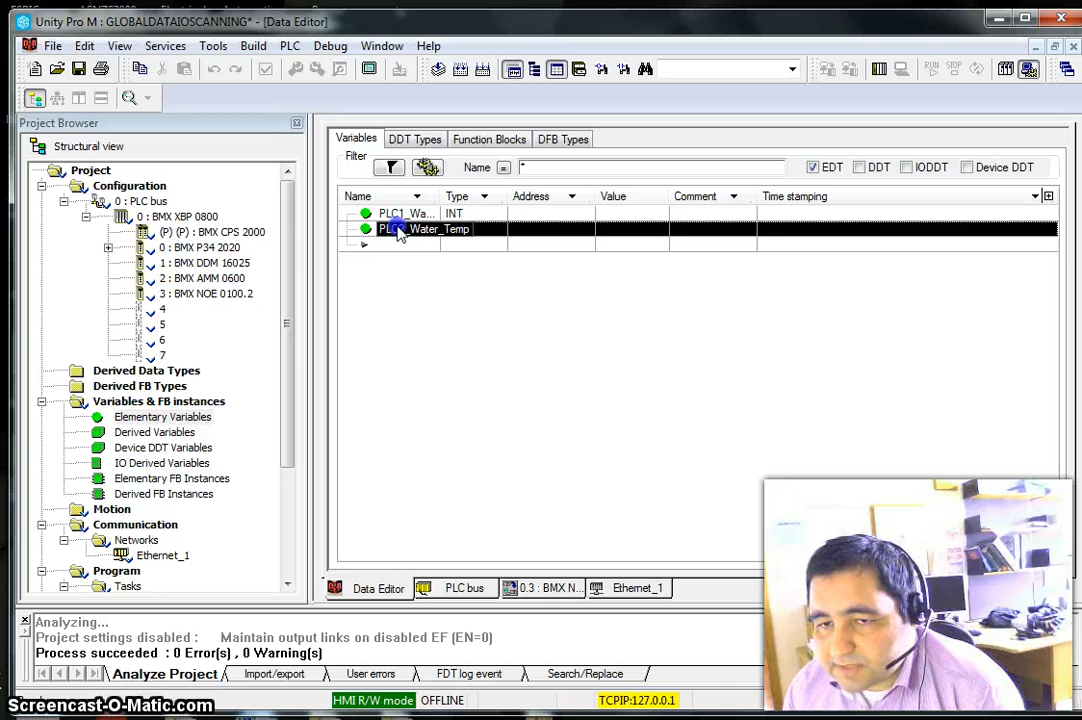 Unity Pro M : GLOBALDATAIOSCANNING* - [Data Editor]
File Edit View Services Tools Build PLC Debug Window Help
RUN STOP
Project Browser
Structural view
Project
Configuration
0 : PLC bus
0 : BMX XBP 0800
(P) (P) : BMX CPS 2000
0 : BMX P34 2020
1 : BMX DDM 16025
2 : BMX AMM 0600
3 : BMX NOE 0100.2
4
5
6
7
Derived Data Types
Derived FB Types
Variables & FB instances
Elementary Variables
Derived Variables
Device DDT Variables
IO Derived Variables
Elementary FB Instances
Derived FB Instances
Motion
Communication
Networks
Ethernet_1
Program
Tasks
Variables DDT Types Function Blocks DFB Types
Filter
Name = * EDT DDT IODDT Device DDT
Name Type Address Value Comment Time stamping
PLC1_Wa... INT
PLC2_Water_Temp
Data Editor PLC bus 0.3 : BMX N... Ethernet_1
Analyzing...
Project settings disabled : Maintain output links on disabled EF (EN=0)
Process succeeded : 0 Error(s) , 0 Warning(s)
Analyze Project Import/export User errors FDT log event Search/Replace
HMI R/W mode OFFLINE TCPIP:127.0.0.1
Screencast-O-Matic.com